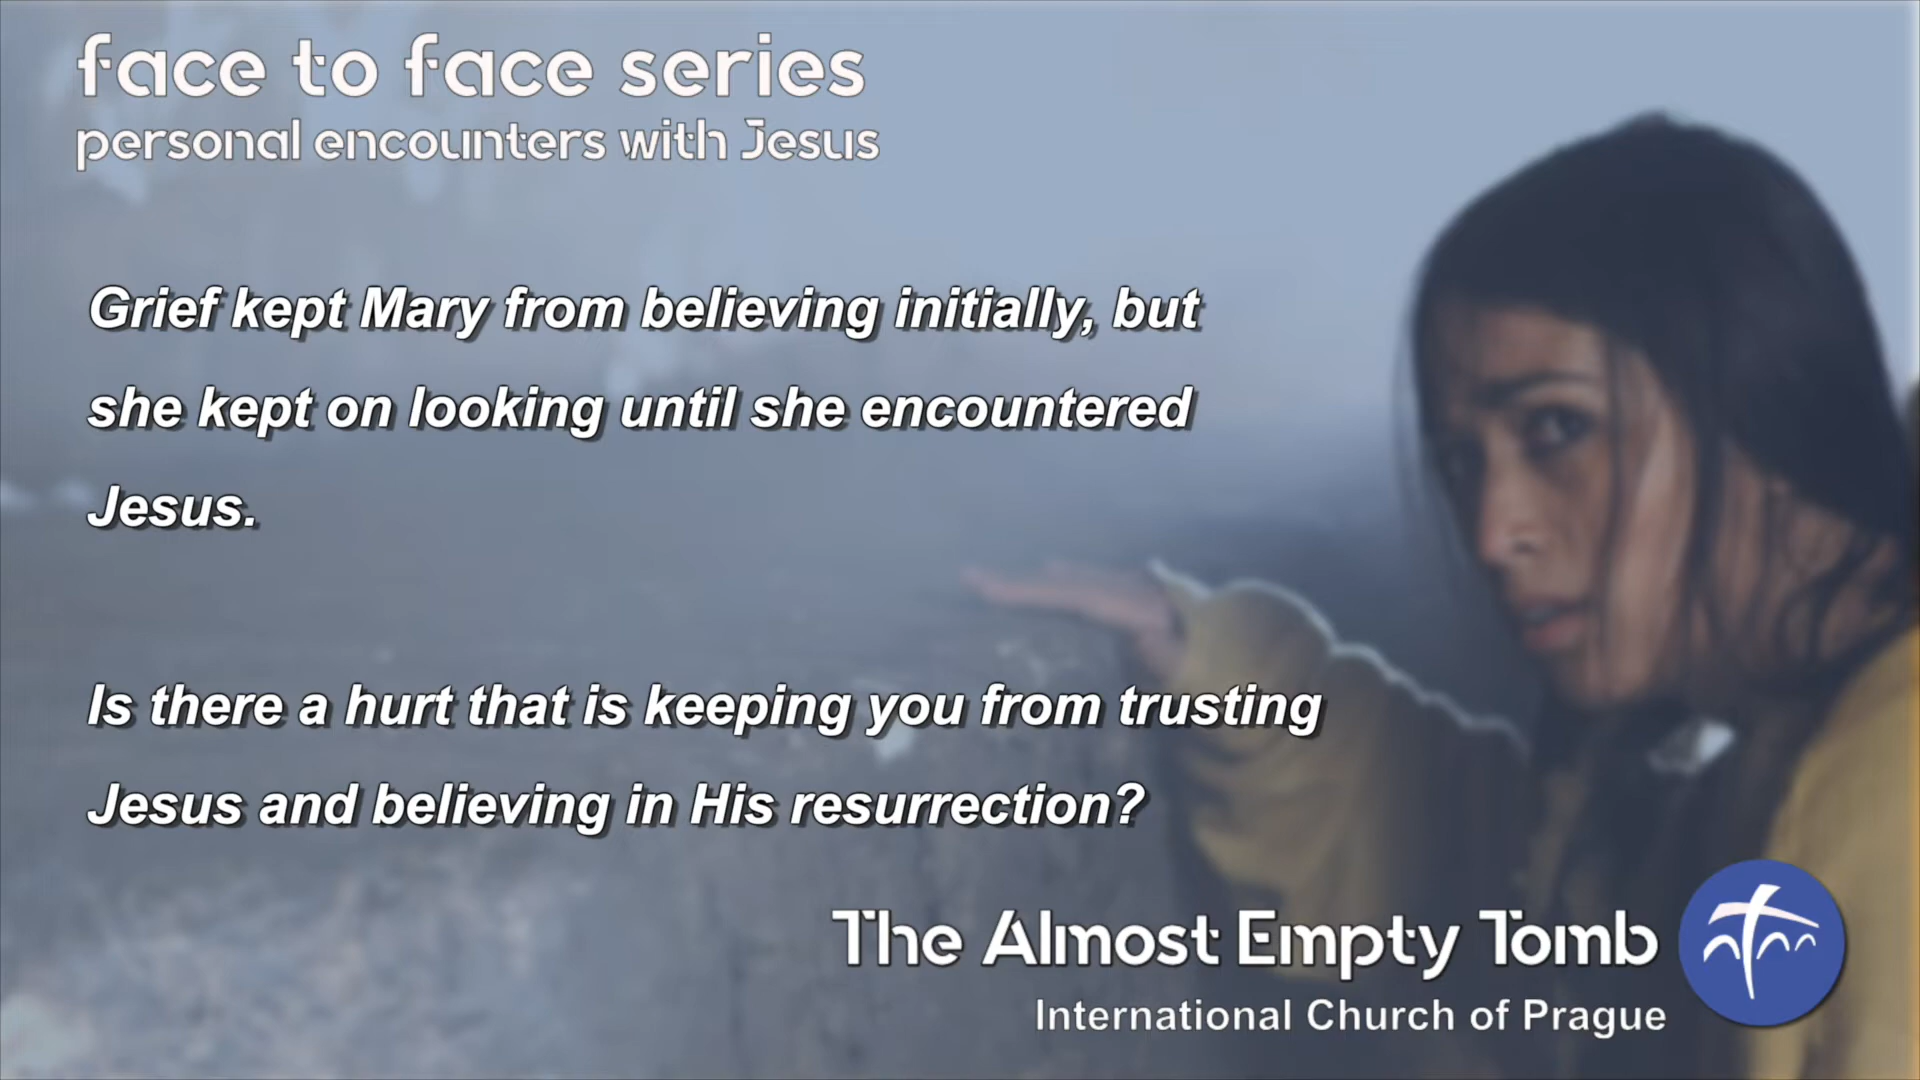 face to face series
personal encounters with Jesus
Grief kept Mary from believing initially, but
she kept on looking until she encountered
Jesus.
Is there a hurt that is keeping you from trusting
Jesus and believing in His resurrection?
The Almost Empty Tomb
International Church of Prague